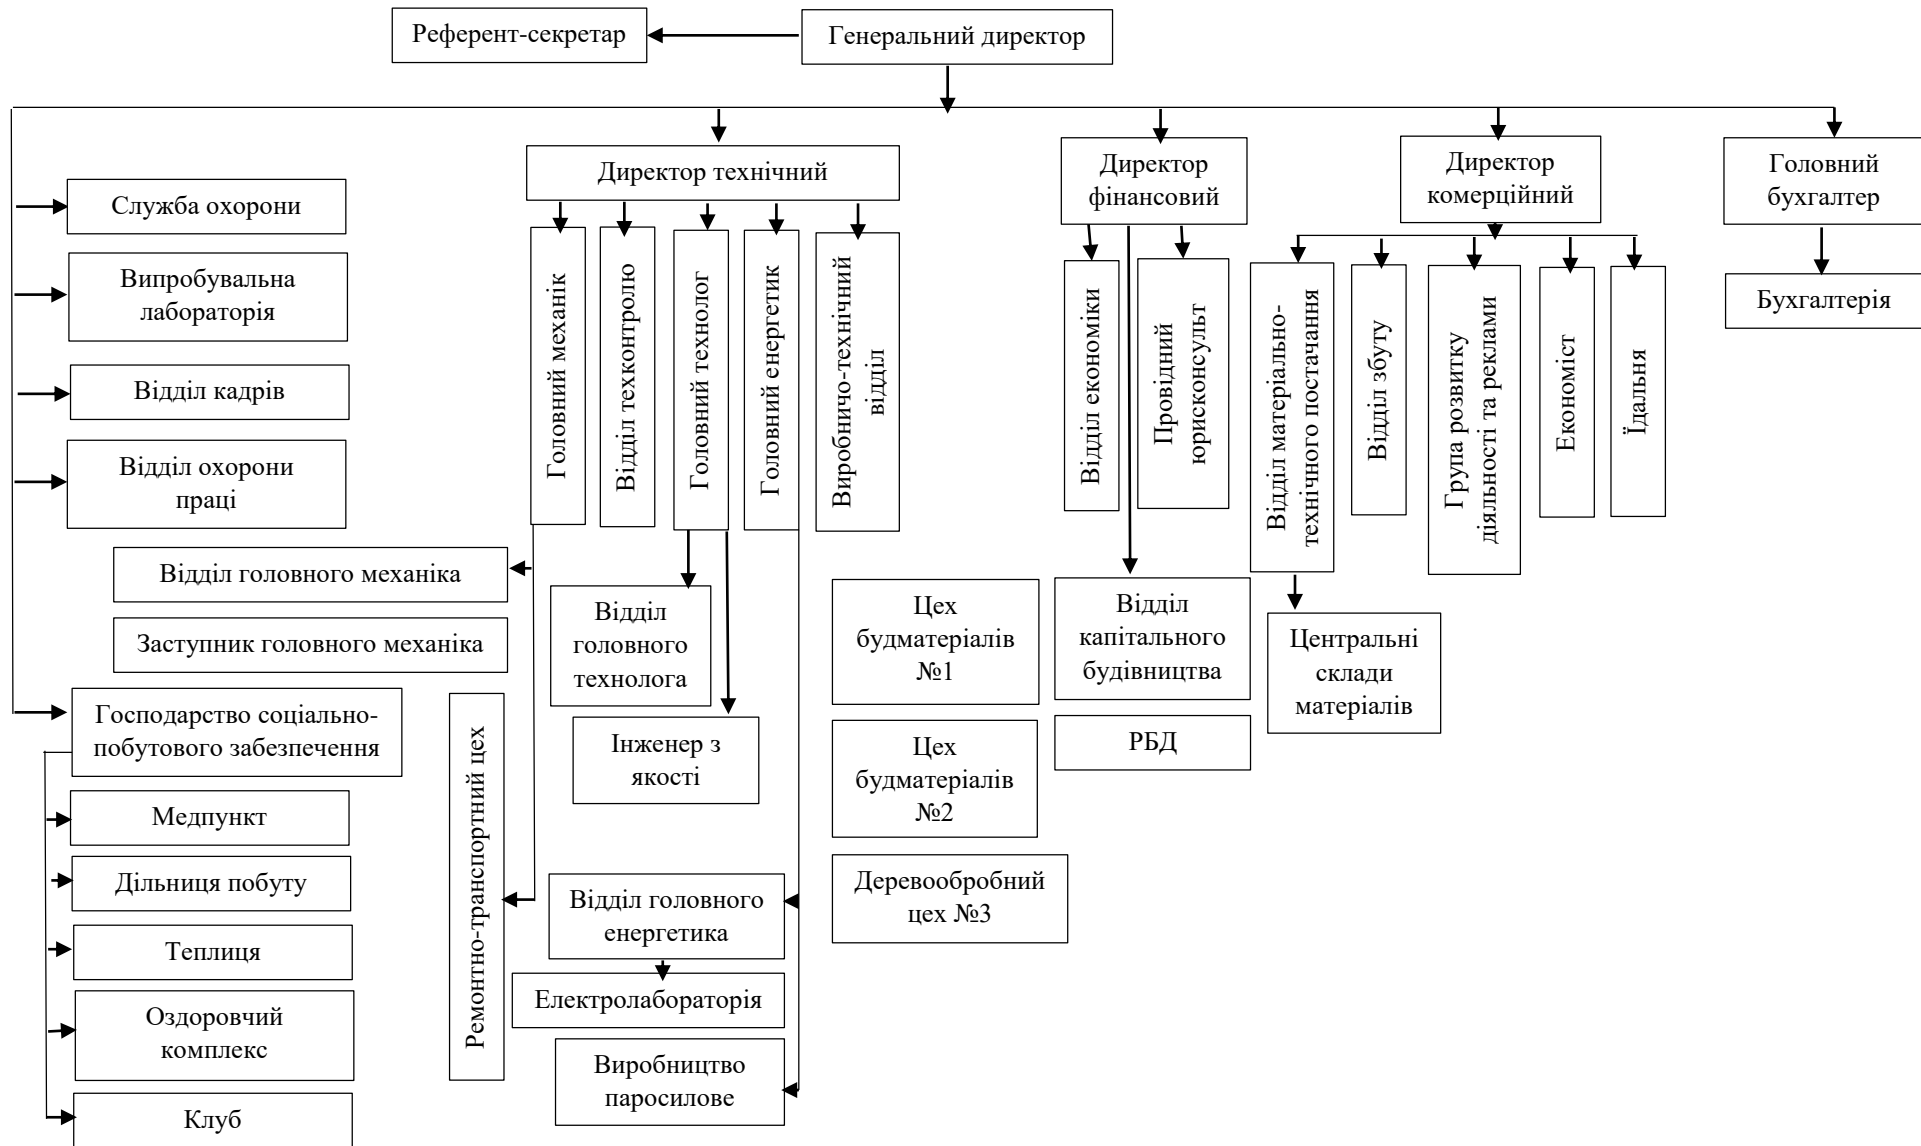 Референт-секретар
Генеральний директор
Директор технічний
Директор
фінансовий
Директор
комерційний
Головний
бухгалтер
Служба охорони
Випробувальна
лабораторія
Відділ кадрів
Відділ охорони
праці
Головний механік
Відділ техконтролю
Головний технолог
Головний енергетик
Виробничо-технічний
відділ
Відділ економіки
Провідний
юрисконсульт
Відділ матеріально-
технічного постачання
Відділ збуту
Група розвитку
діяльності та реклами
Економіст
Їдальня
Бухгалтерія
Відділ головного механіка
Заступник головного механіка
Відділ
головного
технолога
Цех
будматеріалів
№1
Відділ
капітального
будівництва
Центральні
склади
матеріалів
Господарство соціально-
побутового забезпечення
Ремонтно-транспортний цех
Інженер з
якості
Цех
будматеріалів
№2
РБД
Медпункт
Дільниця побуту
Теплиця
Оздоровчий
комплекс
Клуб
Відділ головного
енергетика
Деревообробний
цех №3
Електролабораторія
Виробництво
паросилове